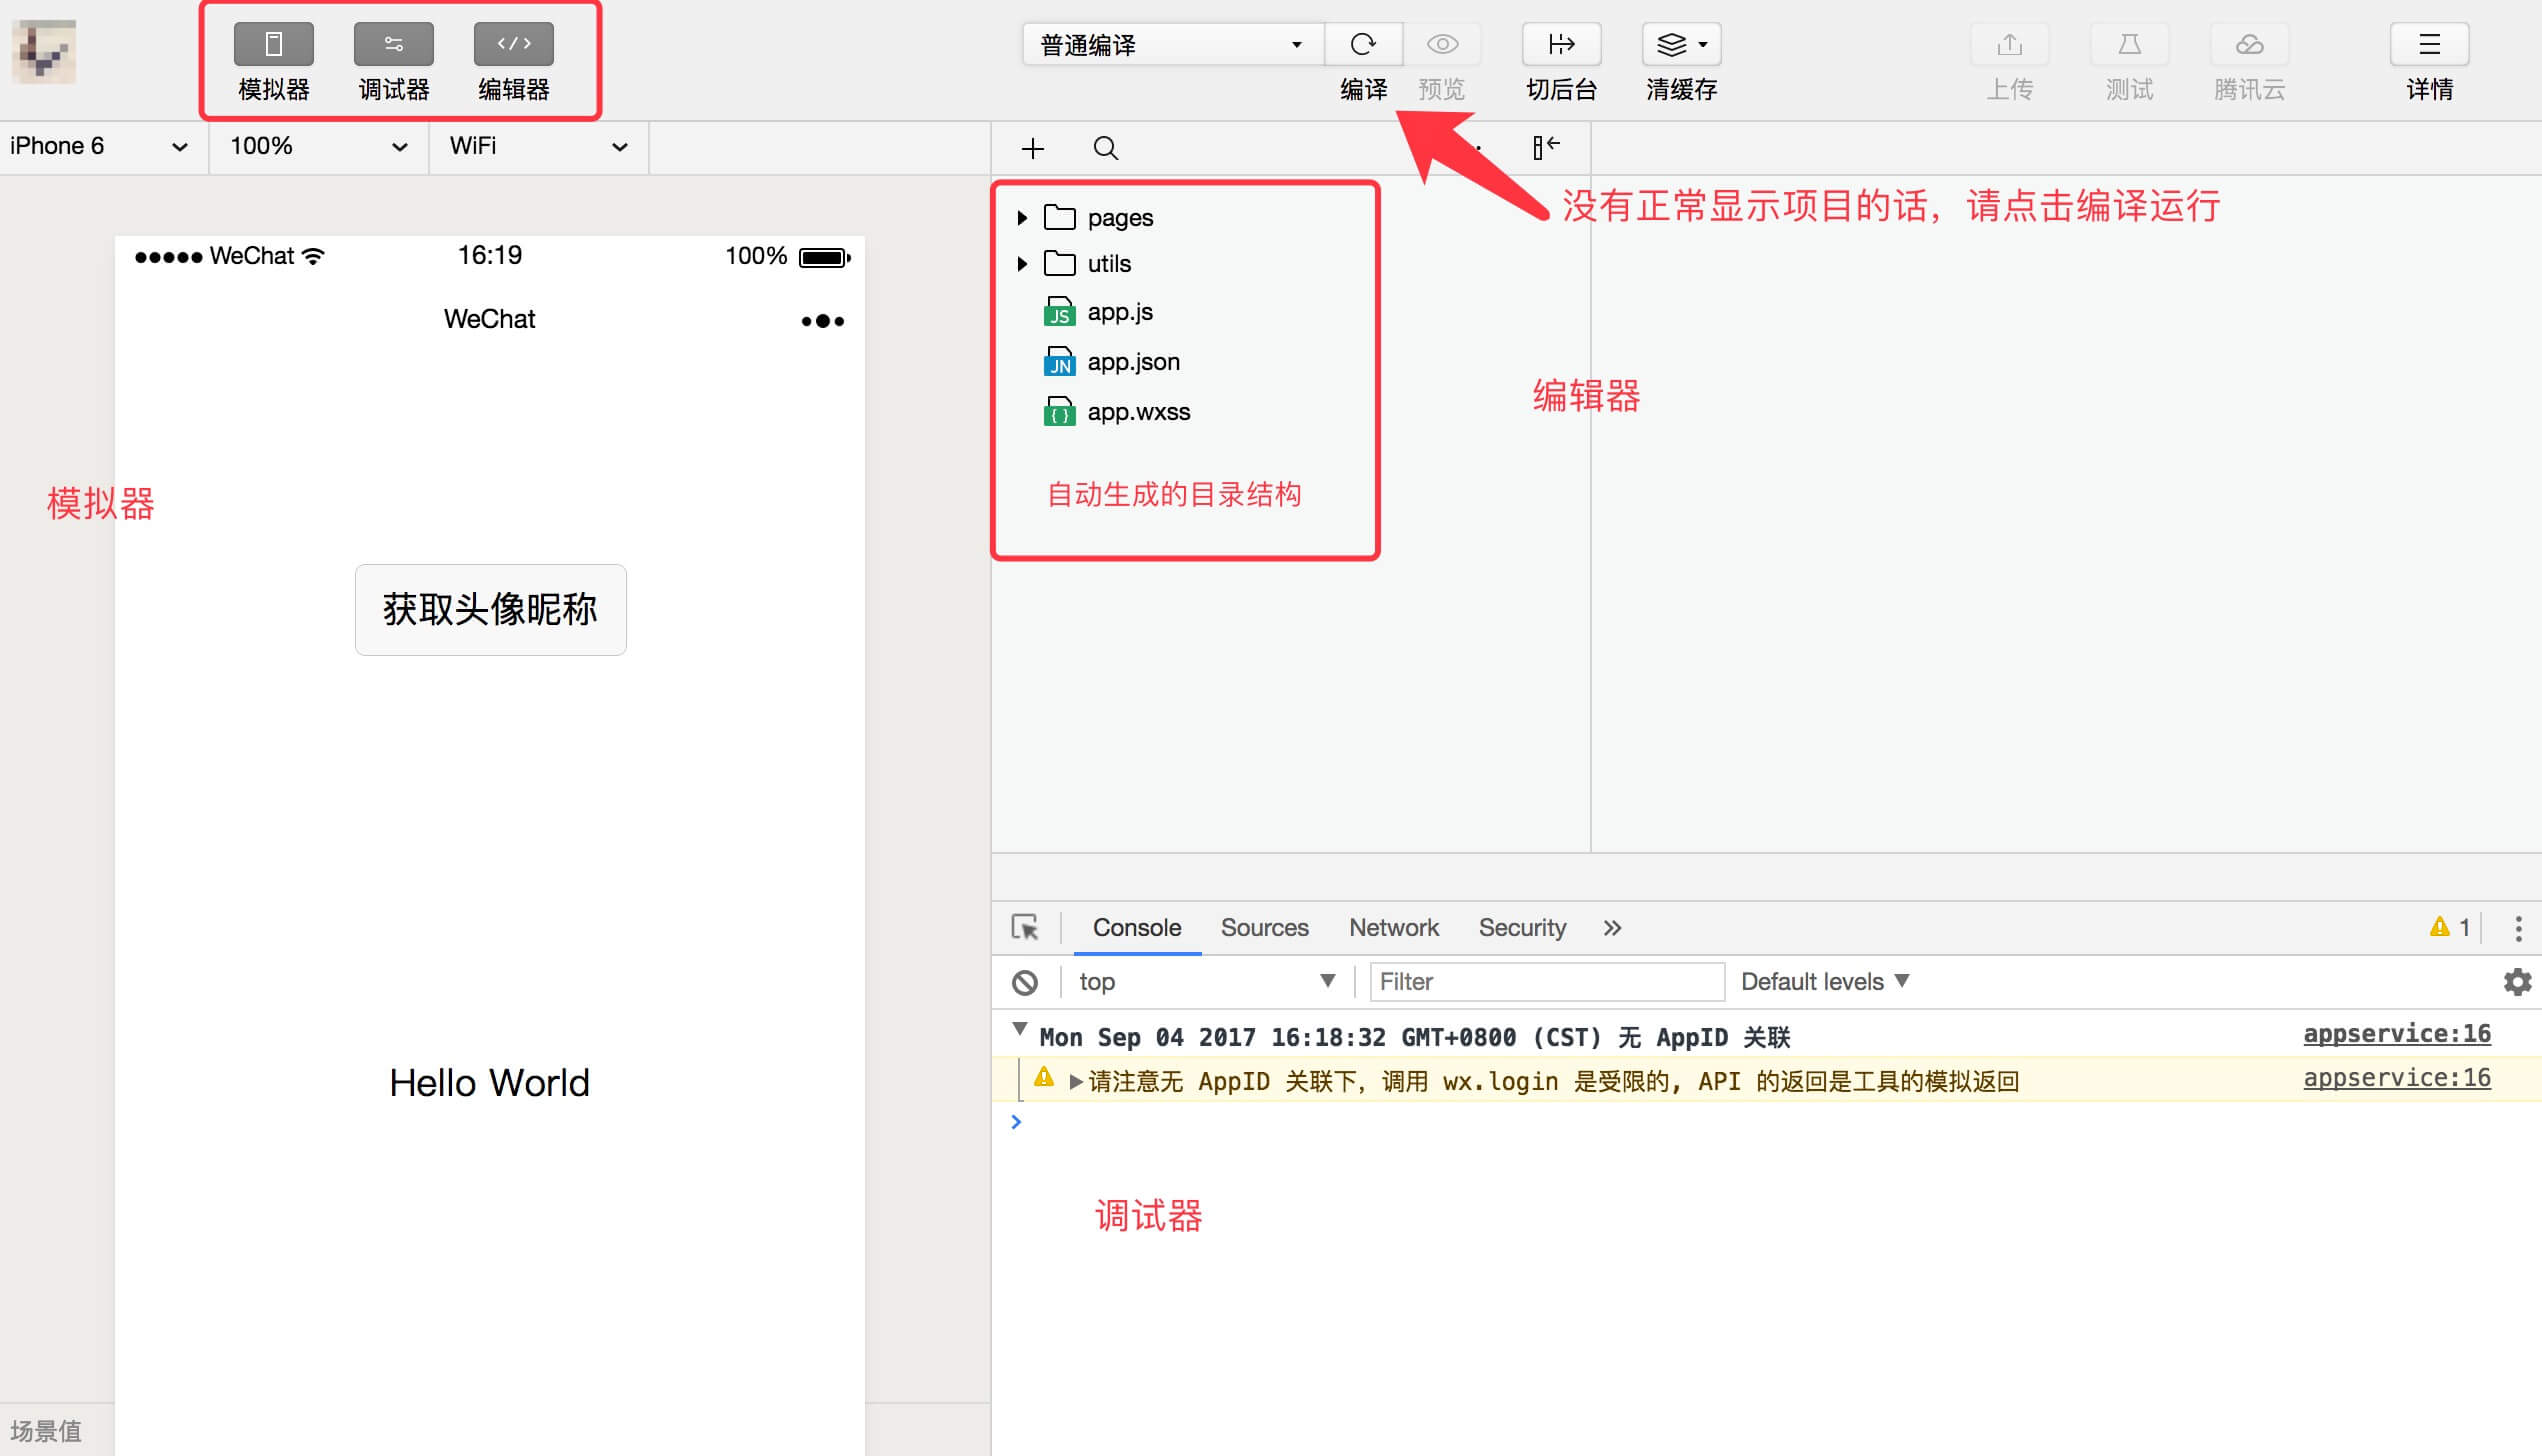 模拟器 调试器 编辑器
普通编译
编译 预览 切后台 清缓存
上传 测试 腾讯云 详情
iPhone 6 100% WiFi
没有正常显示项目的话，请点击编译运行
WeChat 16:19 100%
WeChat
模拟器
获取头像昵称
Hello World
场景值
pages
utils
JS app.js
JN app.json
{ } app.wxss
自动生成的目录结构
编辑器
Console Sources Network Security » 1
top Filter Default levels
Mon Sep 04 2017 16:18:32 GMT+0800 (CST) 无 AppID 关联 appservice:16
请注意无 AppID 关联下，调用 wx.login 是受限的, API 的返回是工具的模拟返回 appservice:16
调试器